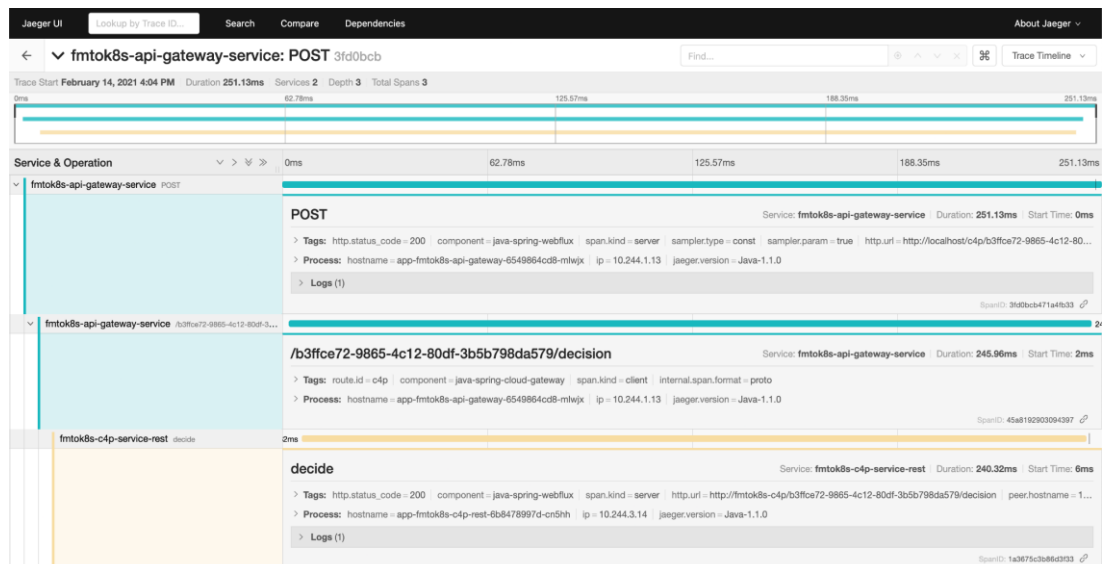 Jaeger UI Lookup by Trace ID... Search Compare Dependencies About Jaeger
fmtok8s-api-gateway-service: POST 3fd0bcb Find... Trace Timeline
Trace Start February 14, 2021 4:04 PM Duration 251.13ms Services 2 Depth 3 Total Spans 3
0ms 62.78ms 125.57ms 188.35ms 251.13ms
Service & Operation 0ms 62.78ms 125.57ms 188.35ms 251.13ms
fmtok8s-api-gateway-service POST
POST Service: fmtok8s-api-gateway-service Duration: 251.13ms Start Time: 0ms
> Tags: http.status_code = 200 component = java-spring-webflux span.kind = server sampler.type = const sampler.param = true http.url = http://localhost/c4p/b3ffce72-9865-4c12-80...
> Process: hostname = app-fmtok8s-api-gateway-6549864cd8-mlwjx ip = 10.244.1.13 jaeger.version = Java-1.1.0
> Logs (1)
SpanID: 3fd0bcb471a4fb33
fmtok8s-api-gateway-service /b3ffce72-9865-4c12-80df-3... 24
/b3ffce72-9865-4c12-80df-3b5b798da579/decision Service: fmtok8s-api-gateway-service Duration: 245.96ms Start Time: 2ms
> Tags: route.id = c4p component = java-spring-cloud-gateway span.kind = client internal.span.format = proto
> Process: hostname = app-fmtok8s-api-gateway-6549864cd8-mlwjx ip = 10.244.1.13 jaeger.version = Java-1.1.0
SpanID: 45a8192903094397
fmtok8s-c4p-service-rest decide 2ms
decide Service: fmtok8s-c4p-service-rest Duration: 240.32ms Start Time: 6ms
> Tags: http.status_code = 200 component = java-spring-webflux span.kind = server http.url = http://fmtok8s-c4p/b3ffce72-9865-4c12-80df-3b5b798da579/decision peer.hostname = 1...
> Process: hostname = app-fmtok8s-c4p-rest-6b8478997d-cn5hh ip = 10.244.3.14 jaeger.version = Java-1.1.0
> Logs (1)
SpanID: 1a3675c3b86d3f33